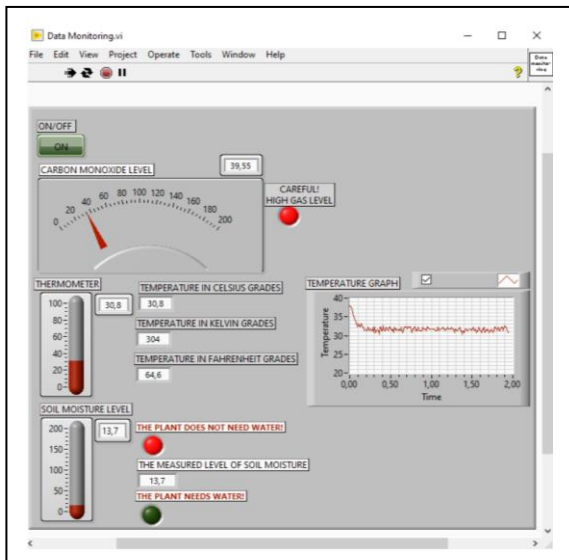 Data Monitoring.vi
File Edit View Project Operate Tools Window Help
Data
monitor
ring
ON/OFF
ON
CARBON MONOXIDE LEVEL
39,55
0 20 40 60 80 100 120 140 160 180 200
CAREFUL!
HIGH GAS LEVEL
THERMOMETER
100
80
60
40
20
0
30,8
TEMPERATURE IN CELSIUS GRADES
30,8
TEMPERATURE IN KELVIN GRADES
304
TEMPERATURE IN FAHRENHEIT GRADES
64,6
TEMPERATURE GRAPH
Temperature
40
35
30
25
20
0,00 0,50 1,00 1,50 2,00
Time
SOIL MOISTURE LEVEL
200
150
100
50
0
13,7
THE PLANT DOES NOT NEED WATER!
THE MEASURED LEVEL OF SOIL MOISTURE
13,7
THE PLANT NEEDS WATER!